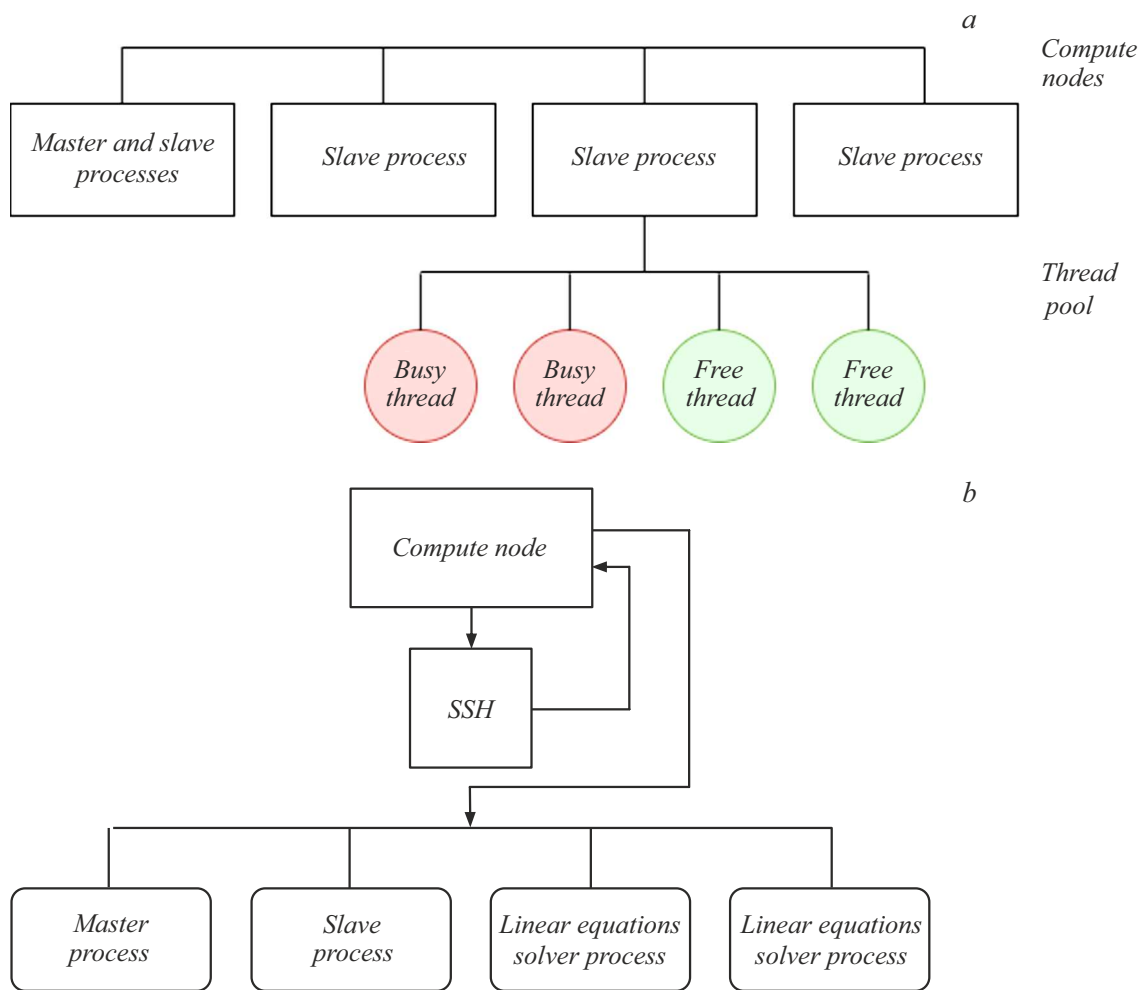 a
Compute
nodes
Master and slave
processes
Slave process
Slave process
Slave process
Thread
pool
Busy
thread
Busy
thread
Free
thread
Free
thread
b
Compute node
SSH
Master
process
Slave
process
Linear equations
solver process
Linear equations
solver process